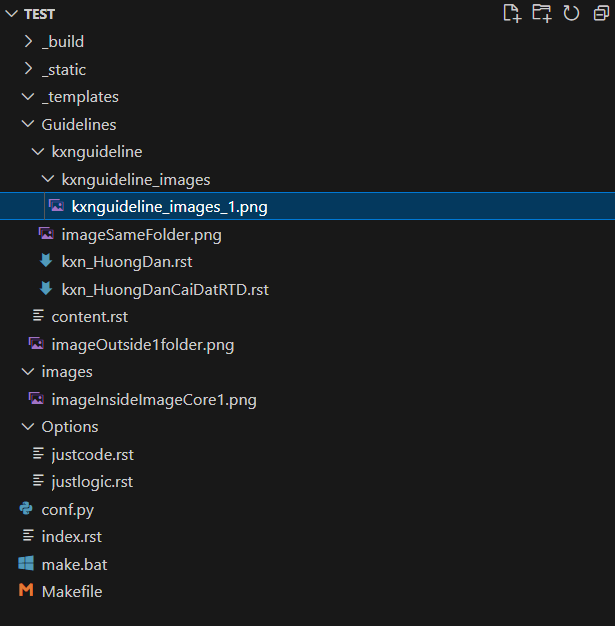 TEST
_build
_static
_templates
Guidelines
kxnguideline
kxnguideline_images
kxnguideline_images_1.png
imageSameFolder.png
kxn_HuongDan.rst
kxn_HuongDanCaiDatRTD.rst
content.rst
imageOutside1folder.png
images
imageInsideImageCore1.png
Options
justcode.rst
justlogic.rst
conf.py
index.rst
make.bat
Makefile